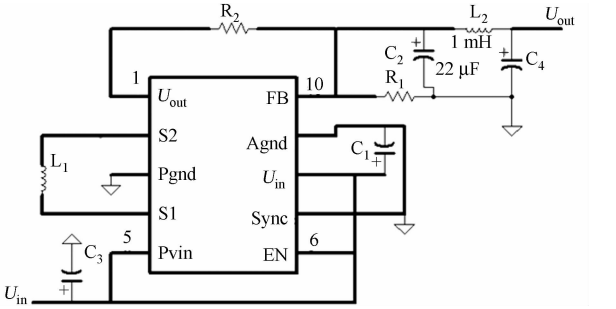 R2
L2
Uout
1 mH
C2
22 μF
C4
R1
1
10
Uout
FB
S2
Agnd
C1
L1
Pgnd
Uin
S1
Sync
5
6
C3
Pvin
EN
Uin